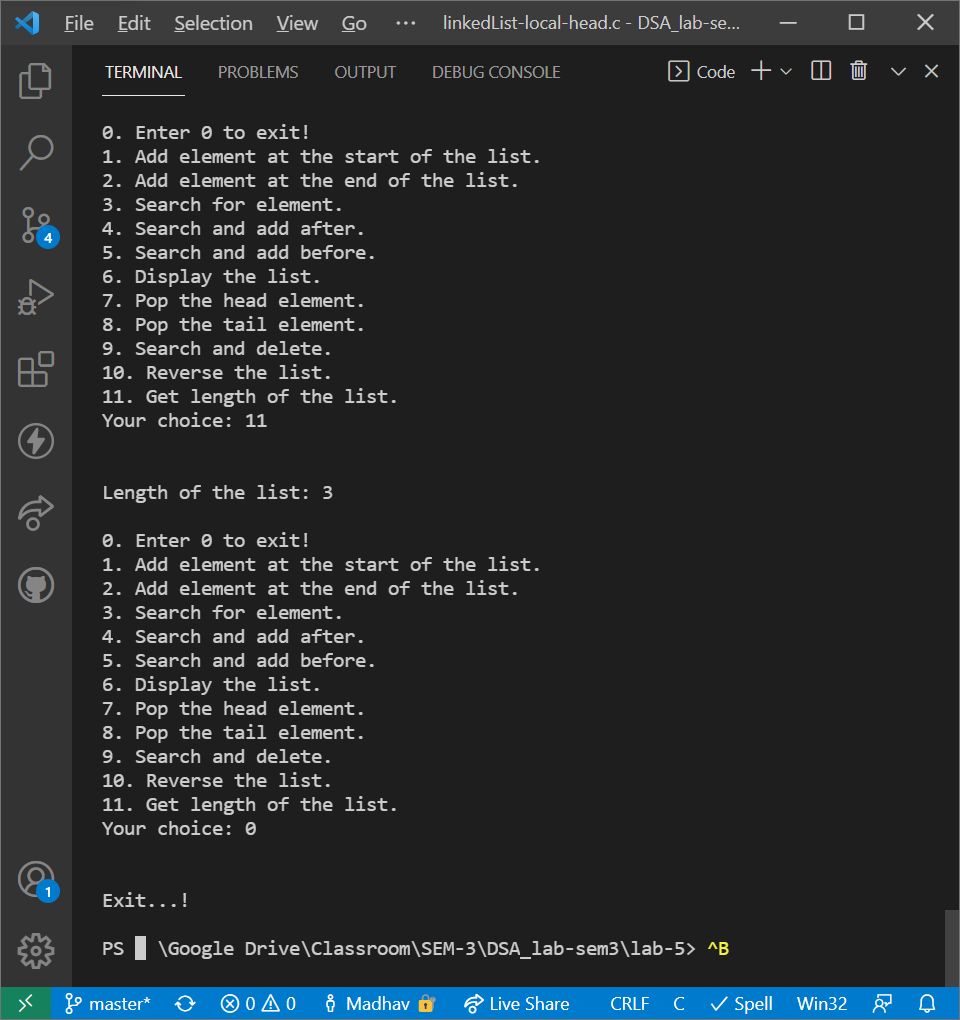 File Edit Selection View Go ··· linkedList-local-head.c - DSA_lab-se...
TERMINAL PROBLEMS OUTPUT DEBUG CONSOLE Code
0. Enter 0 to exit!
1. Add element at the start of the list.
2. Add element at the end of the list.
3. Search for element.
4. Search and add after.
5. Search and add before.
6. Display the list.
7. Pop the head element.
8. Pop the tail element.
9. Search and delete.
10. Reverse the list.
11. Get length of the list.
Your choice: 11
Length of the list: 3
0. Enter 0 to exit!
1. Add element at the start of the list.
2. Add element at the end of the list.
3. Search for element.
4. Search and add after.
5. Search and add before.
6. Display the list.
7. Pop the head element.
8. Pop the tail element.
9. Search and delete.
10. Reverse the list.
11. Get length of the list.
Your choice: 0
Exit...!
PS \Google Drive\Classroom\SEM-3\DSA_lab-sem3\lab-5> ^B
4
1
master* 0 0 Madhav Live Share CRLF C Spell Win32